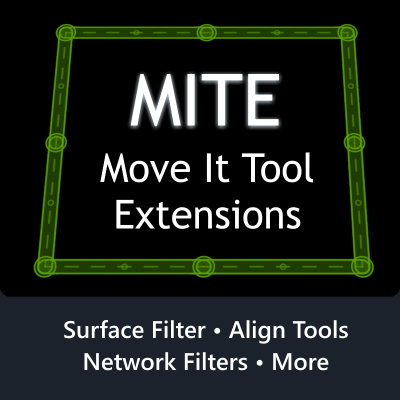 MITE
Move It Tool
Extensions
Surface Filter • Align Tools
Network Filters • More